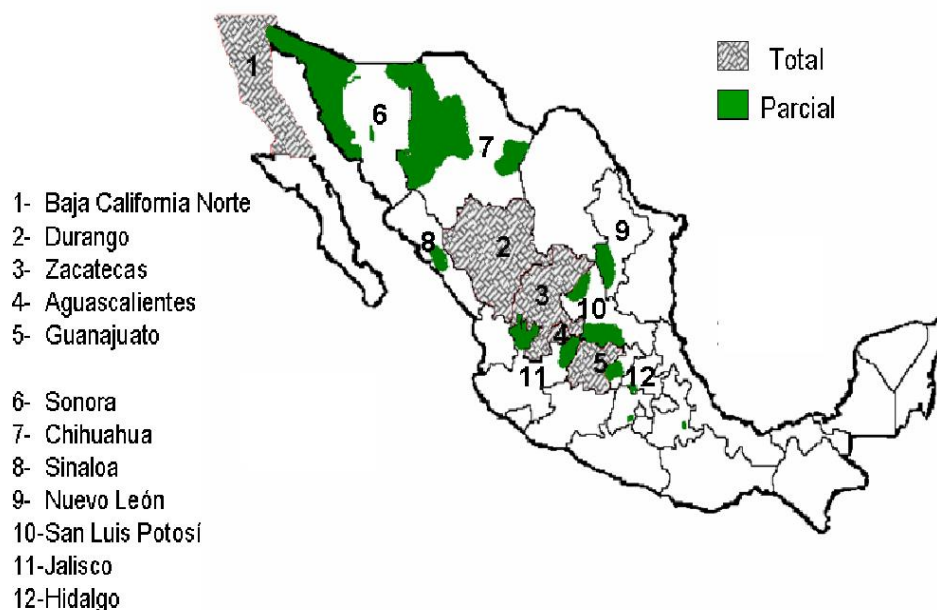 Total
Parcial
1
6
7
9
8
2
3
10
4
5
11
12
1- Baja California Norte
2- Durango
3- Zacatecas
4- Aguascalientes
5- Guanajuato
6- Sonora
7- Chihuahua
8- Sinaloa
9- Nuevo León
10-San Luis Potosí
11-Jalisco
12-Hidalgo